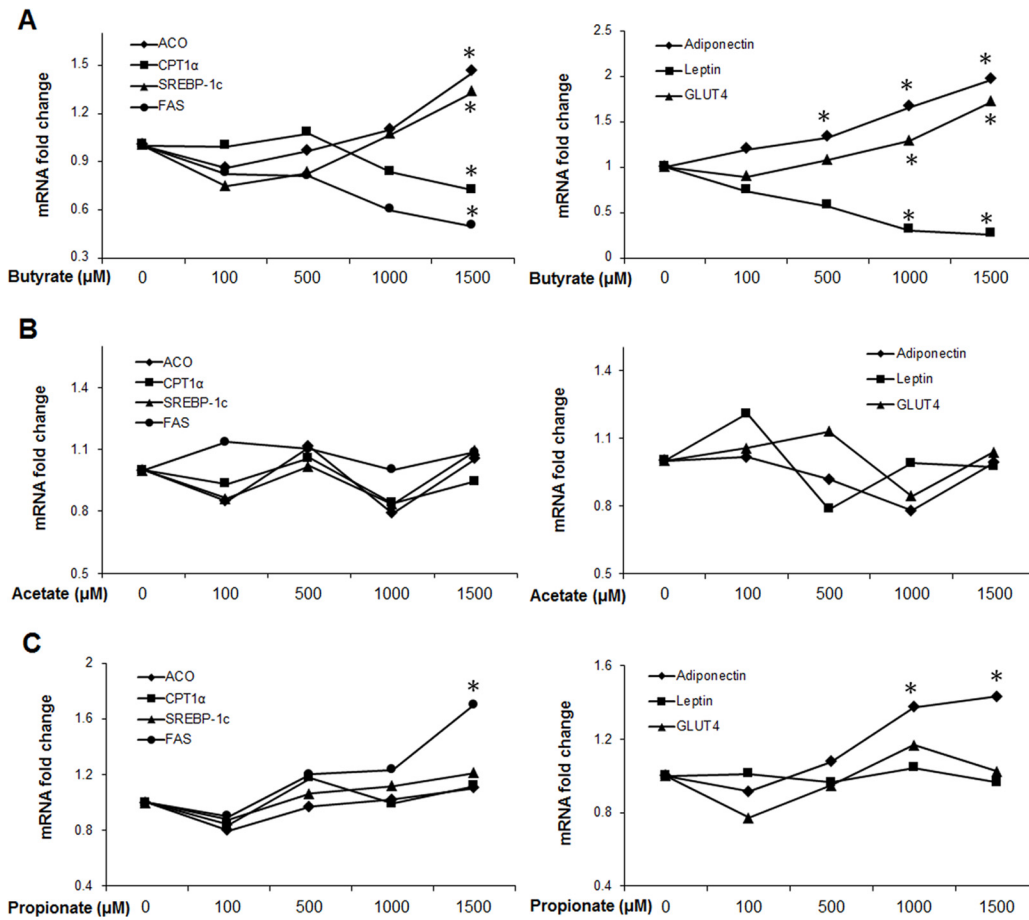 A
mRNA fold change
1.5
1.2
0.9
0.6
0.3
ACO
CPT1α
SREBP-1c
FAS
*
*
*
*
Butyrate (µM) 0 100 500 1000 1500
mRNA fold change
2.5
2
1.5
1
0.5
0
Adiponectin
Leptin
GLUT4
*
*
*
*
*
*
*
Butyrate (µM) 0 100 500 1000 1500
B
mRNA fold change
1.4
1.1
0.8
0.5
ACO
CPT1α
SREBP-1c
FAS
Acetate (µM) 0 100 500 1000 1500
mRNA fold change
1.4
1.1
0.8
0.5
Adiponectin
Leptin
GLUT4
Acetate (µM) 0 100 500 1000 1500
C
mRNA fold change
2
1.6
1.2
0.8
0.4
ACO
CPT1α
SREBP-1c
FAS
*
Propionate (µM) 0 100 500 1000 1500
mRNA fold change
1.6
1.2
0.8
0.4
Adiponectin
Leptin
GLUT4
*
*
Propionate (µM) 0 100 500 1000 1500